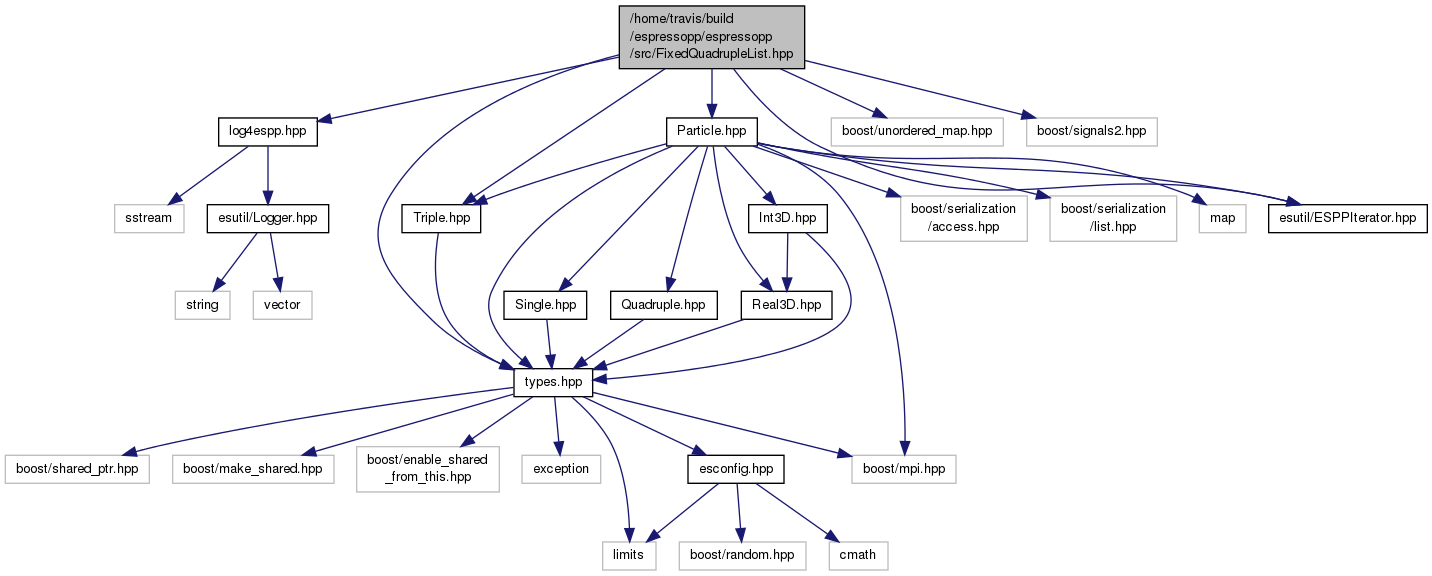 /home/travis/build
/espressopp/espressopp
/src/FixedQuadrupleList.hpp
log4espp.hpp
Particle.hpp
boost/unordered_map.hpp
boost/signals2.hpp
sstream
esutil/Logger.hpp
Triple.hpp
Int3D.hpp
boost/serialization
/access.hpp
boost/serialization
/list.hpp
map
esutil/ESPPIterator.hpp
string
vector
Single.hpp
Quadruple.hpp
Real3D.hpp
types.hpp
boost/shared_ptr.hpp
boost/make_shared.hpp
boost/enable_shared
_from_this.hpp
exception
esconfig.hpp
boost/mpi.hpp
limits
boost/random.hpp
cmath